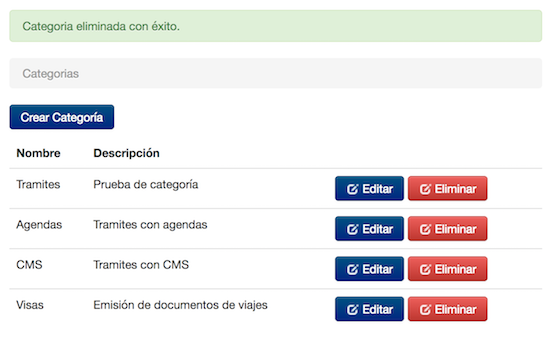 Categoria eliminada con éxito.
Categorias
Crear Categoría
Nombre Descripción
Tramites Prueba de categoría Editar Eliminar
Agendas Tramites con agendas Editar Eliminar
CMS Tramites con CMS Editar Eliminar
Visas Emisión de documentos de viajes Editar Eliminar